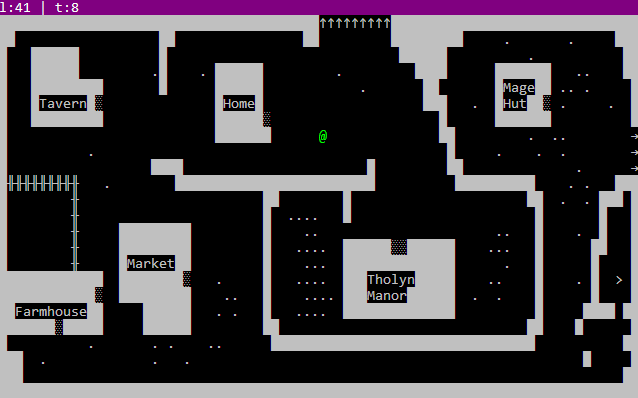 l:41 | t:8
Tavern
Home
Mage
Hut
Market
Tholyn
Manor
Farmhouse